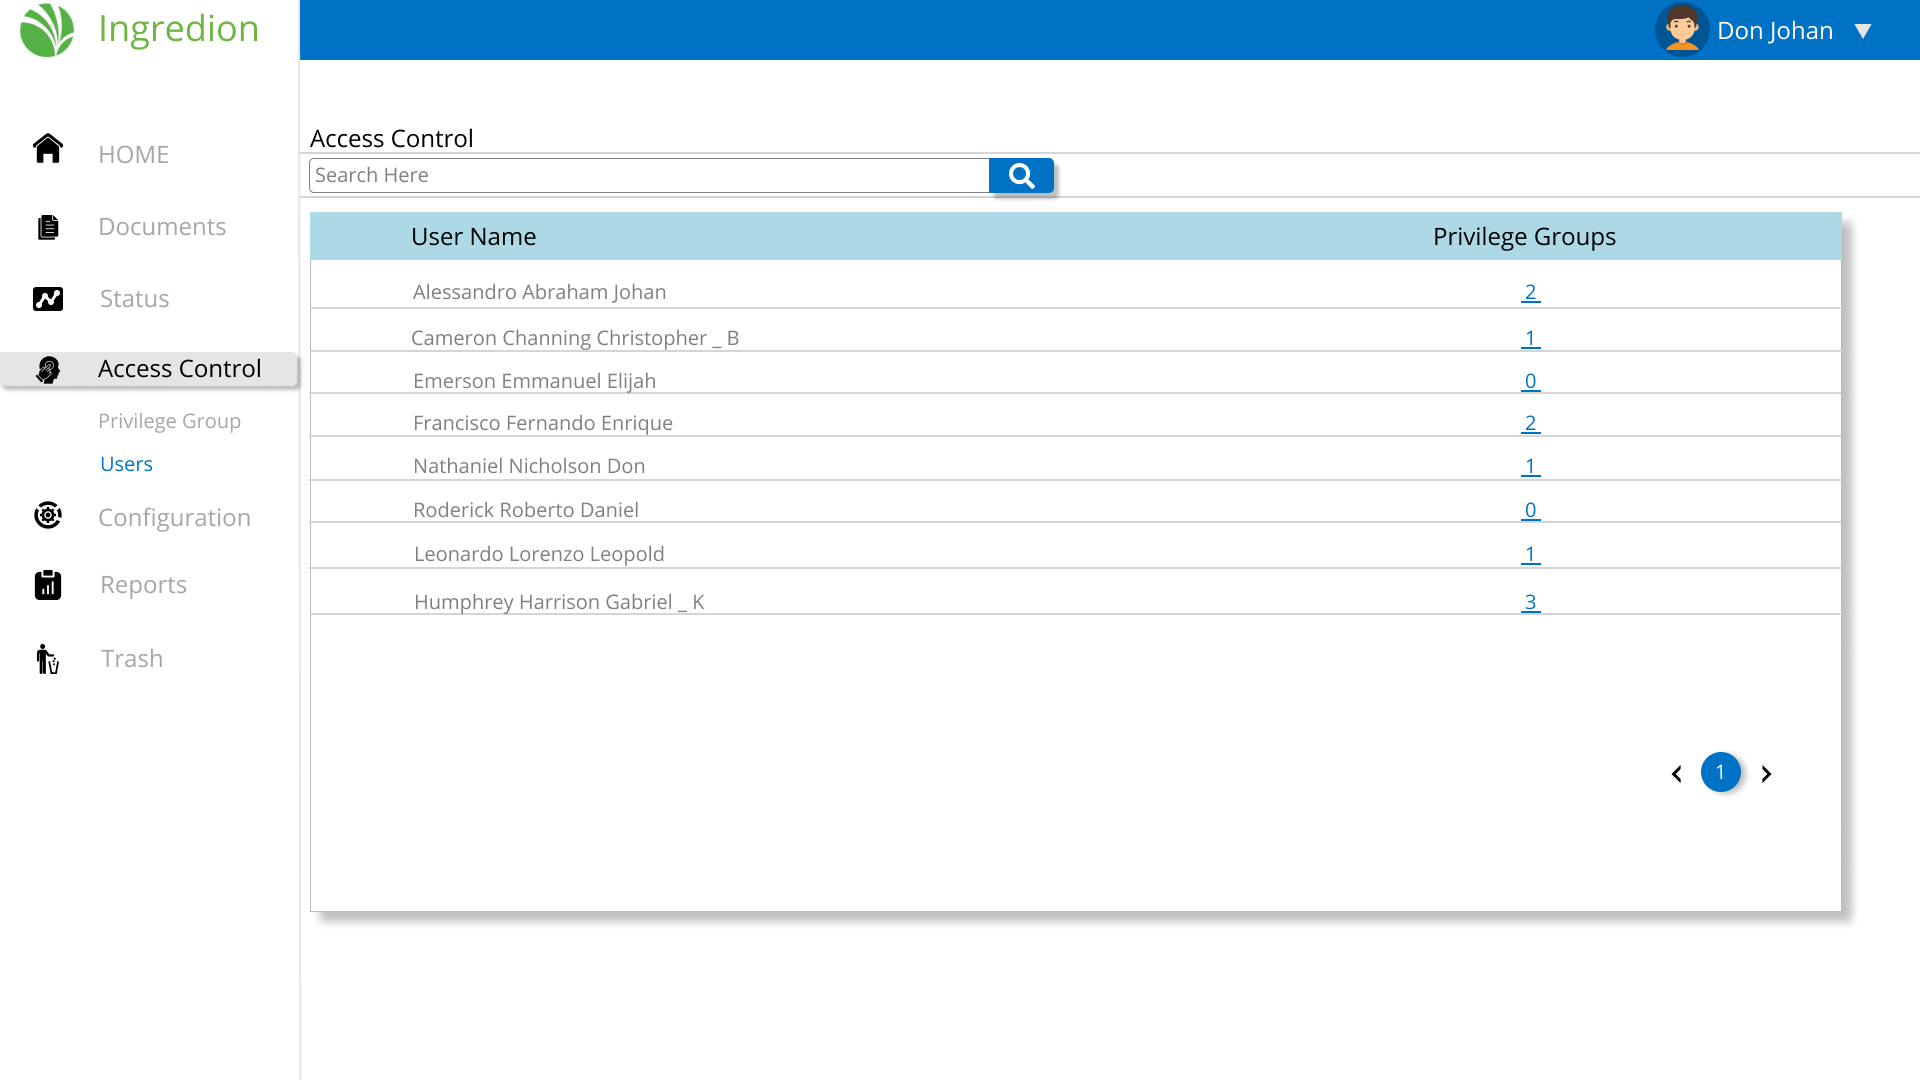 Ingredion
Don Johan
HOME
Documents
Status
Access Control
Privilege Group
Users
Configuration
Reports
Trash
Access Control
Search Here
User Name Privilege Groups
Alessandro Abraham Johan 2
Cameron Channing Christopher _ B 1
Emerson Emmanuel Elijah 0
Francisco Fernando Enrique 2
Nathaniel Nicholson Don 1
Roderick Roberto Daniel 0
Leonardo Lorenzo Leopold 1
Humphrey Harrison Gabriel _ K 3
1